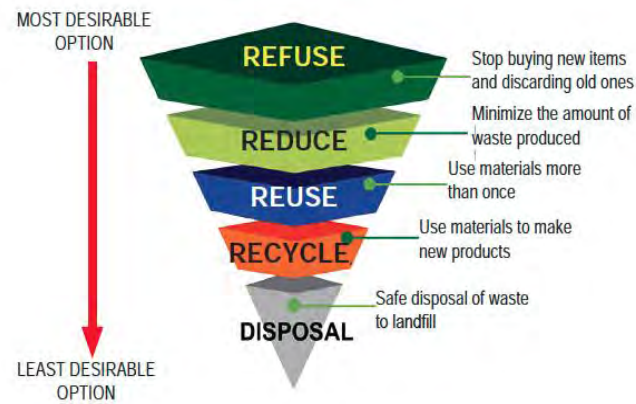 MOST DESIRABLE
OPTION
REFUSE
Stop buying new items
and discarding old ones
REDUCE
Minimize the amount of
waste produced
REUSE
Use materials more
than once
RECYCLE
Use materials to make
new products
DISPOSAL
Safe disposal of waste
to landfill
LEAST DESIRABLE
OPTION